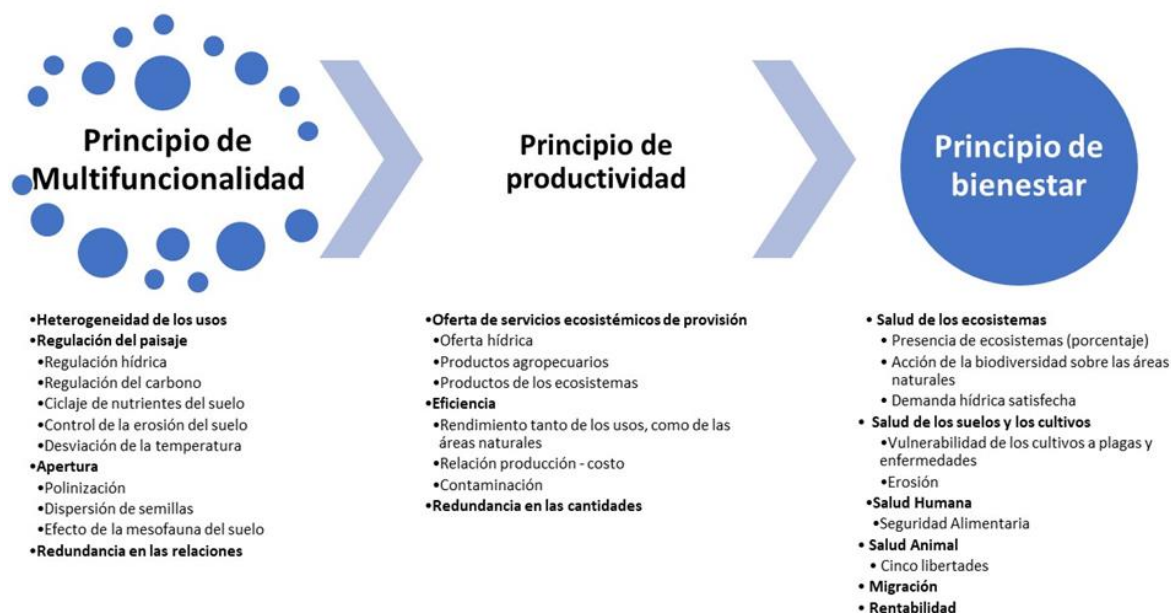 Principio de
Multifuncionalidad
Principio de
productividad
Principio de
bienestar
•Heterogeneidad de los usos
•Regulación del paisaje
•Regulación hídrica
•Regulación del carbono
•Ciclaje de nutrientes del suelo
•Control de la erosión del suelo
•Desviación de la temperatura
•Apertura
•Polinización
•Dispersión de semillas
•Efecto de la mesofauna del suelo
•Redundancia en las relaciones
•Oferta de servicios ecosistémicos de provisión
•Oferta hídrica
•Productos agropecuarios
•Productos de los ecosistemas
•Eficiencia
•Rendimiento tanto de los usos, como de las
áreas naturales
•Relación producción - costo
•Contaminación
•Redundancia en las cantidades
• Salud de los ecosistemas
• Presencia de ecosistemas (porcentaje)
• Acción de la biodiversidad sobre las áreas
naturales
• Demanda hídrica satisfecha
• Salud de los suelos y los cultivos
•Vulnerabilidad de los cultivos a plagas y
enfermedades
•Erosión
•Salud Humana
•Seguridad Alimentaria
• Salud Animal
• Cinco libertades
• Migración
• Rentabilidad